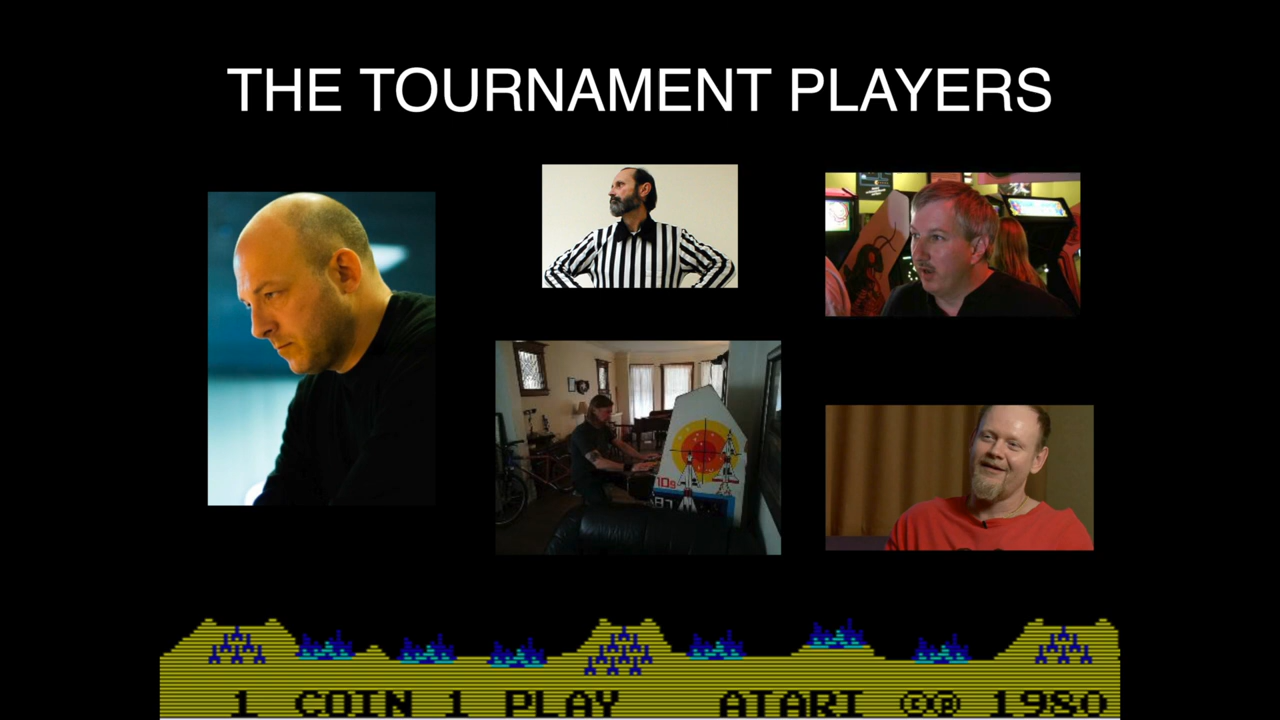 THE TOURNAMENT PLAYERS
1 COIN 1 PLAY ATARI ©℗ 1980